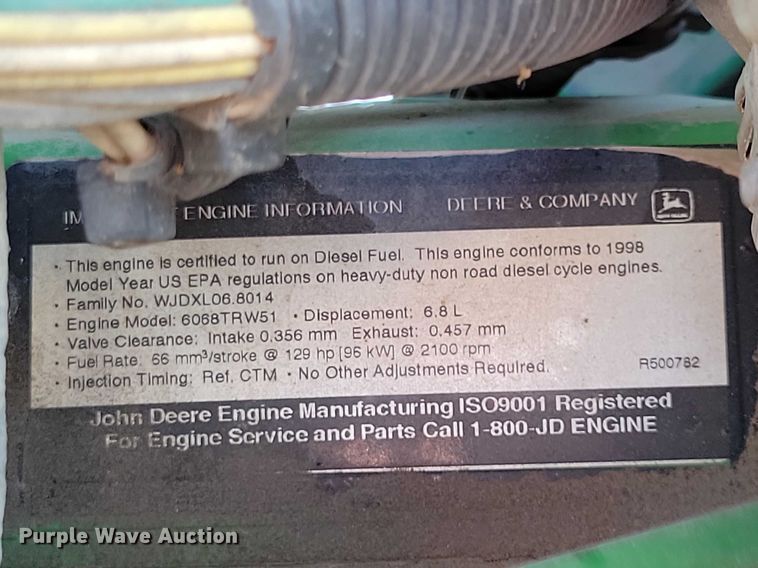 ENGINE INFORMATION DEERE & COMPANY
• This engine is certified to run on Diesel Fuel. This engine conforms to 1998
Model Year US EPA regulations on heavy-duty non road diesel cycle engines.
• Family No. WJDXL06.8014
• Engine Model: 6068TRW51 • Displacement: 6.8 L
• Valve Clearance: Intake 0.356 mm Exhaust: 0.457 mm
• Fuel Rate: 66 mm³/stroke @ 129 hp [96 kW] @ 2100 rpm
• Injection Timing: Ref. CTM • No Other Adjustments Required.
R500782
John Deere Engine Manufacturing ISO9001 Registered
For Engine Service and Parts Call 1-800-JD ENGINE
Purple Wave Auction